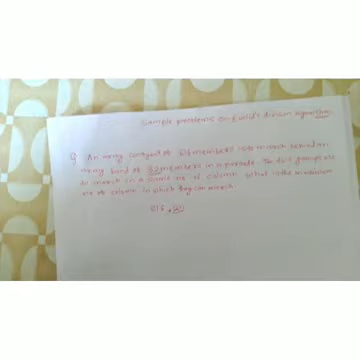 Sample problems on Euclid's division algorithm
Q An army contingent of 616 members is to march behind an
army band of 32 members in a parade. The two groups are
to march in a same no of column. What is the maximum
no of column in which they can march.
616, 32